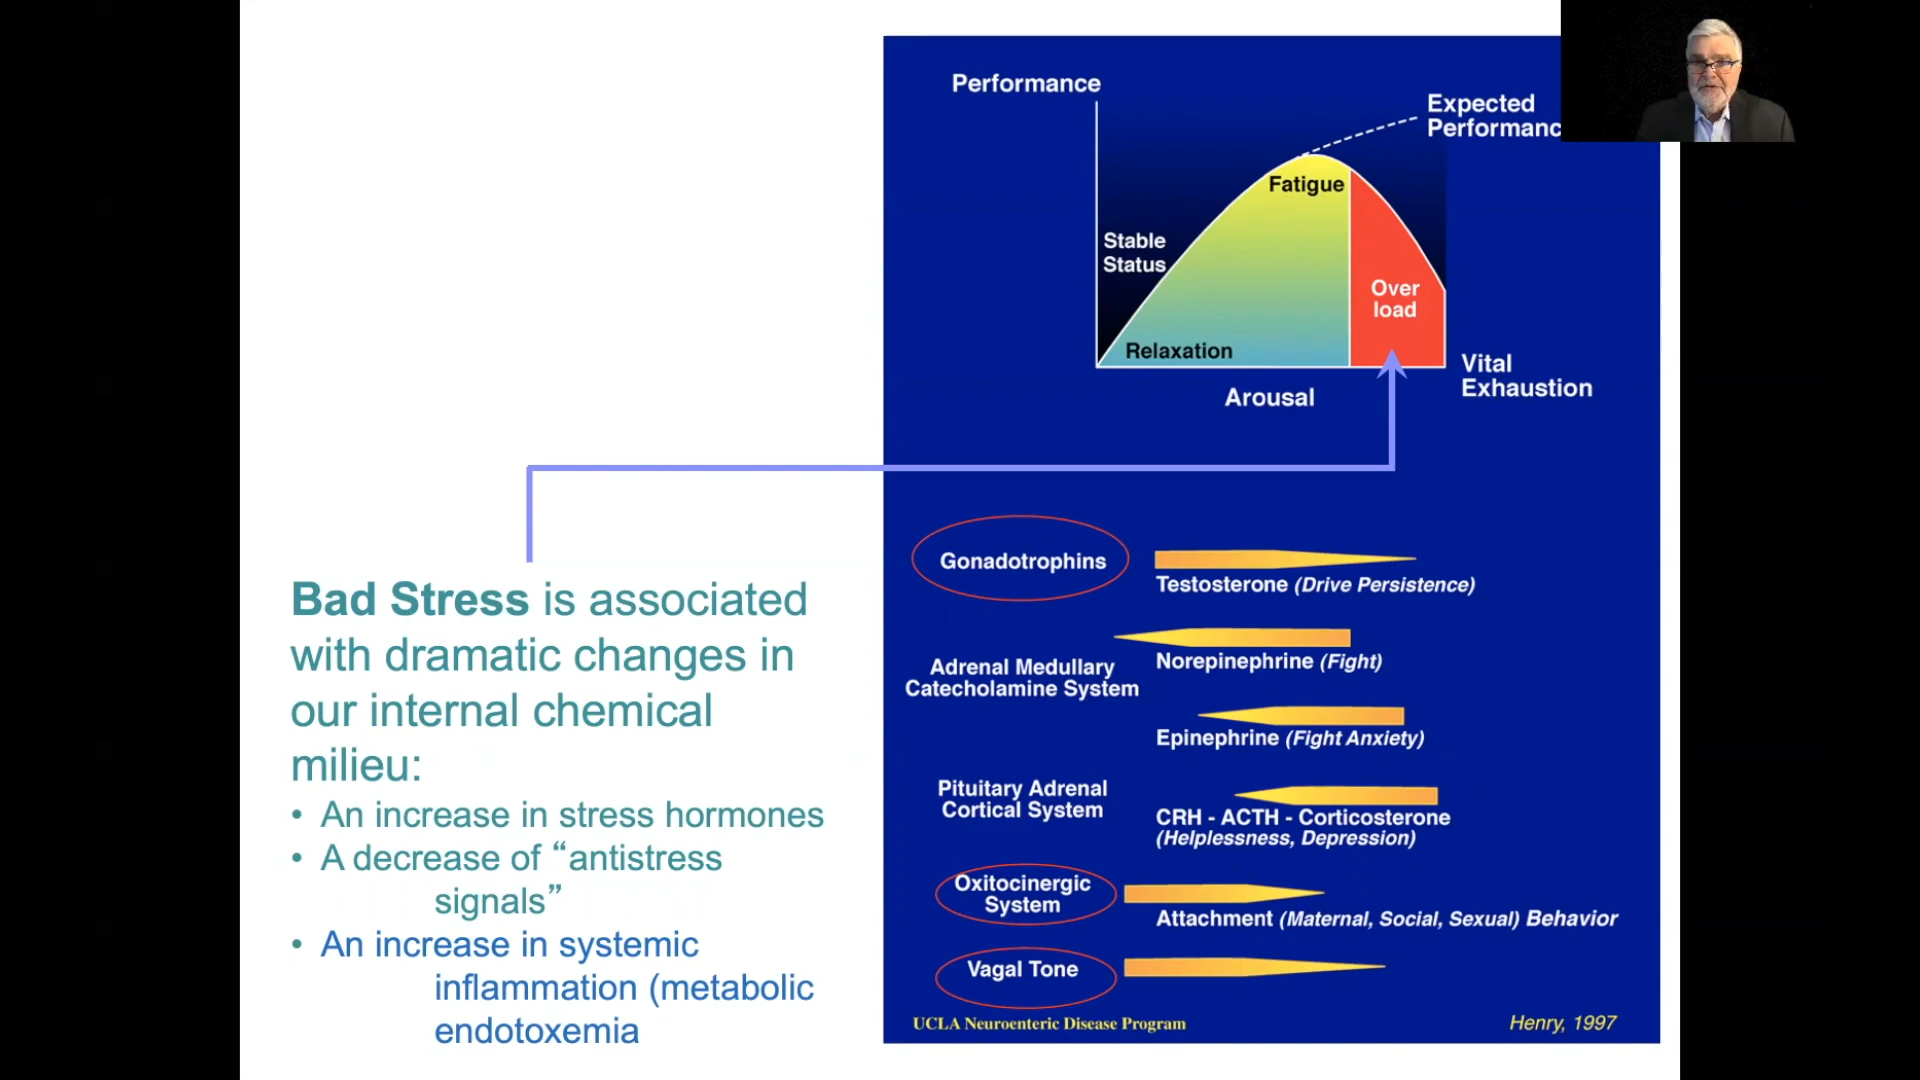 Performance
Expected
Performanc
Fatigue
Stable
Status
Over
load
Relaxation
Vital
Exhaustion
Arousal
Bad Stress is associated
with dramatic changes in
our internal chemical
milieu:
• An increase in stress hormones
• A decrease of “antistress
signals”
• An increase in systemic
inflammation (metabolic
endotoxemia
Gonadotrophins
Testosterone (Drive Persistence)
Adrenal Medullary
Catecholamine System
Norepinephrine (Fight)
Epinephrine (Fight Anxiety)
Pituitary Adrenal
Cortical System
CRH - ACTH - Corticosterone
(Helplessness, Depression)
Oxitocinergic
System
Attachment (Maternal, Social, Sexual) Behavior
Vagal Tone
UCLA Neuroenteric Disease Program
Henry, 1997